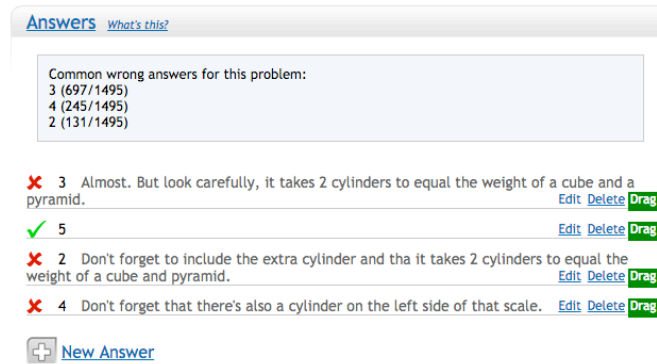 Answers What's this?
Common wrong answers for this problem:
3 (697/1495)
4 (245/1495)
2 (131/1495)
3 Almost. But look carefully, it takes 2 cylinders to equal the weight of a cube and a
pyramid. Edit Delete Drag
5 Edit Delete Drag
2 Don't forget to include the extra cylinder and tha it takes 2 cylinders to equal the
weight of a cube and pyramid. Edit Delete Drag
4 Don't forget that there's also a cylinder on the left side of that scale. Edit Delete Drag
New Answer